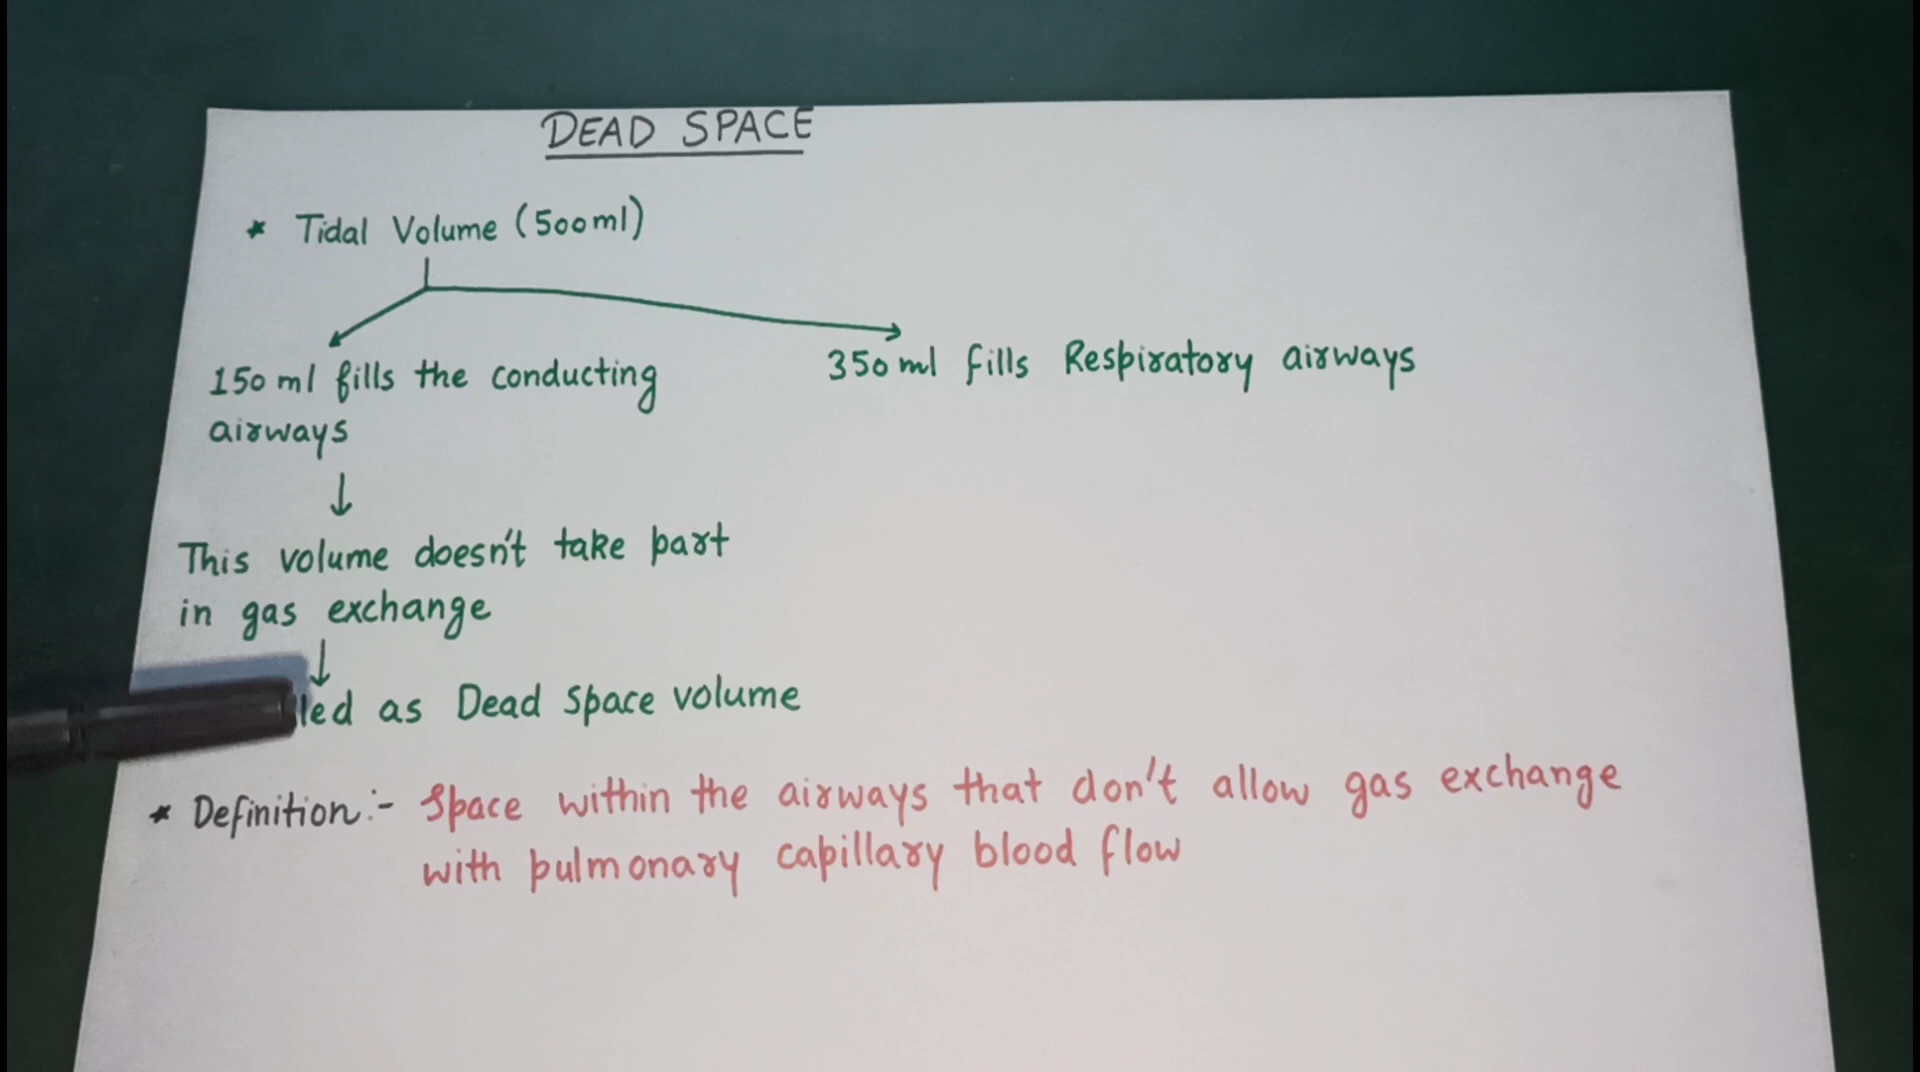 DEAD SPACE
* Tidal Volume (500ml)
150 ml fills the conducting
airways
350 ml fills Respiratory airways
↓
This volume doesn't take part
in gas exchange
↓
as Dead Space volume
* Definition:- Space within the airways that don't allow gas exchange
with pulmonary capillary blood flow